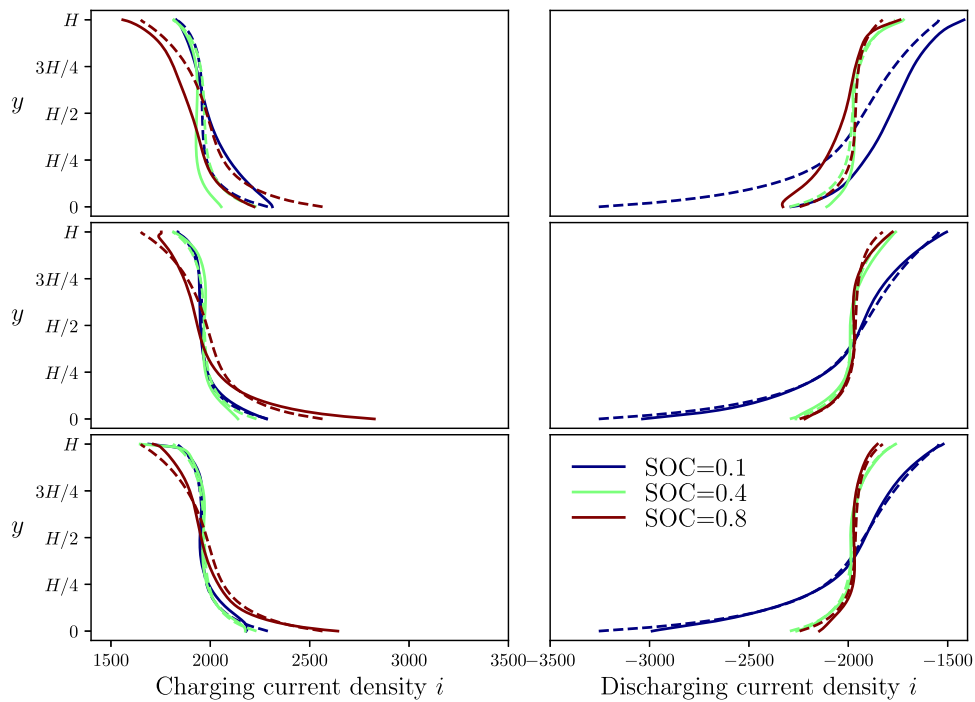 H
3H/4
y
H/2
H/4
0
H
3H/4
y
H/2
H/4
0
H
3H/4
y
H/2
H/4
0
SOC=0.1
SOC=0.4
SOC=0.8
1500 2000 2500 3000 3500
−3500 −3000 −2500 −2000 −1500
Charging current density i
Discharging current density i